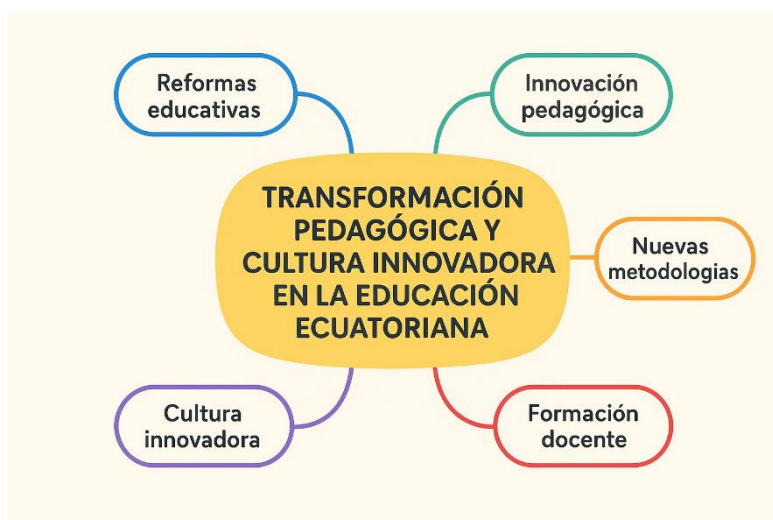 Reformas
educativas
Innovación
pedagógica
TRANSFORMACIÓN
PEDAGÓGICA Y
CULTURA INNOVADORA
EN LA EDUCACIÓN
ECUATORIANA
Nuevas
metodologias
Cultura
innovadora
Formación
docente